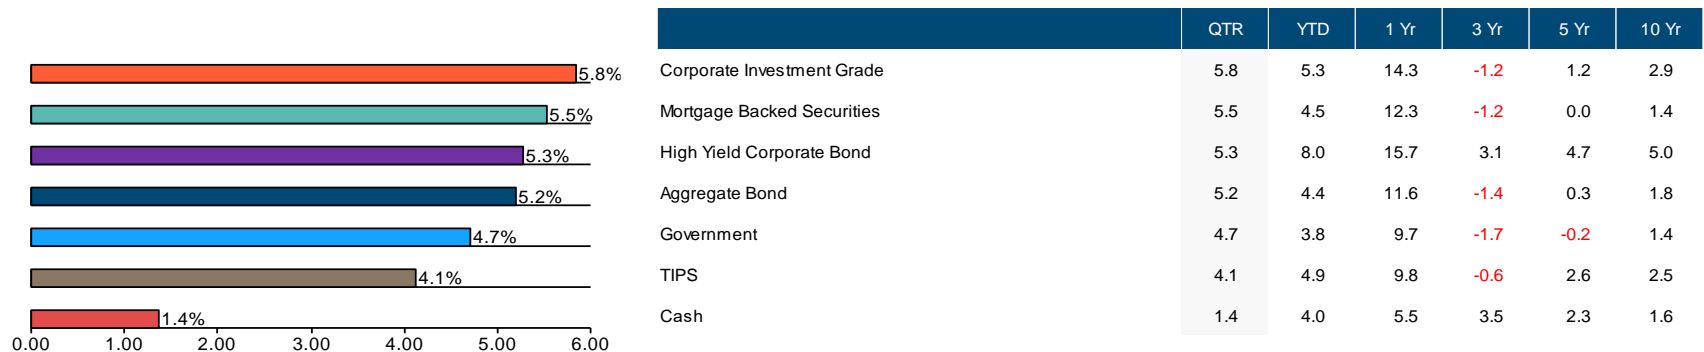 QTR YTD 1 Yr 3 Yr 5 Yr 10 Yr
5.8% Corporate Investment Grade 5.8 5.3 14.3 -1.2 1.2 2.9
5.5% Mortgage Backed Securities 5.5 4.5 12.3 -1.2 0.0 1.4
5.3% High Yield Corporate Bond 5.3 8.0 15.7 3.1 4.7 5.0
5.2% Aggregate Bond 5.2 4.4 11.6 -1.4 0.3 1.8
4.7% Government 4.7 3.8 9.7 -1.7 -0.2 1.4
4.1% TIPS 4.1 4.9 9.8 -0.6 2.6 2.5
1.4% Cash 1.4 4.0 5.5 3.5 2.3 1.6
0.00 1.00 2.00 3.00 4.00 5.00 6.00